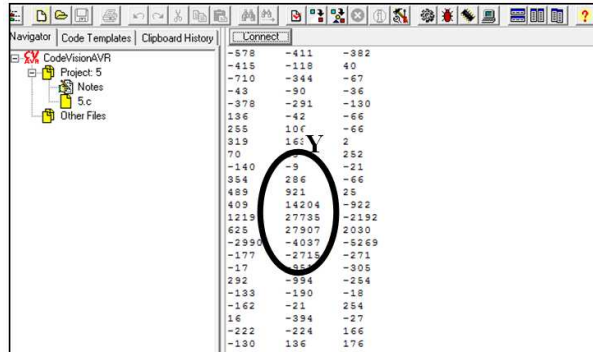 Navigator Code Templates Clipboard History
Connect
CodeVisionAVR
Project: 5
Notes
5.c
Other Files
Y
-578 -411 -382
-415 -118 40
-710 -344 -67
-43 -90 -36
-378 -291 -130
136 -42 -66
255 -66
319 2
70 252
-140 -9 -21
354 286 -66
489 921 25
409 14204 -922
1219 27735 -2192
625 27907 2030
-2990 -4037 -5269
-177 -2715 -271
-17 -305
292 -994 -254
-133 -190 -18
-162 -21 254
16 -394 -27
-222 -224 166
-130 136 176